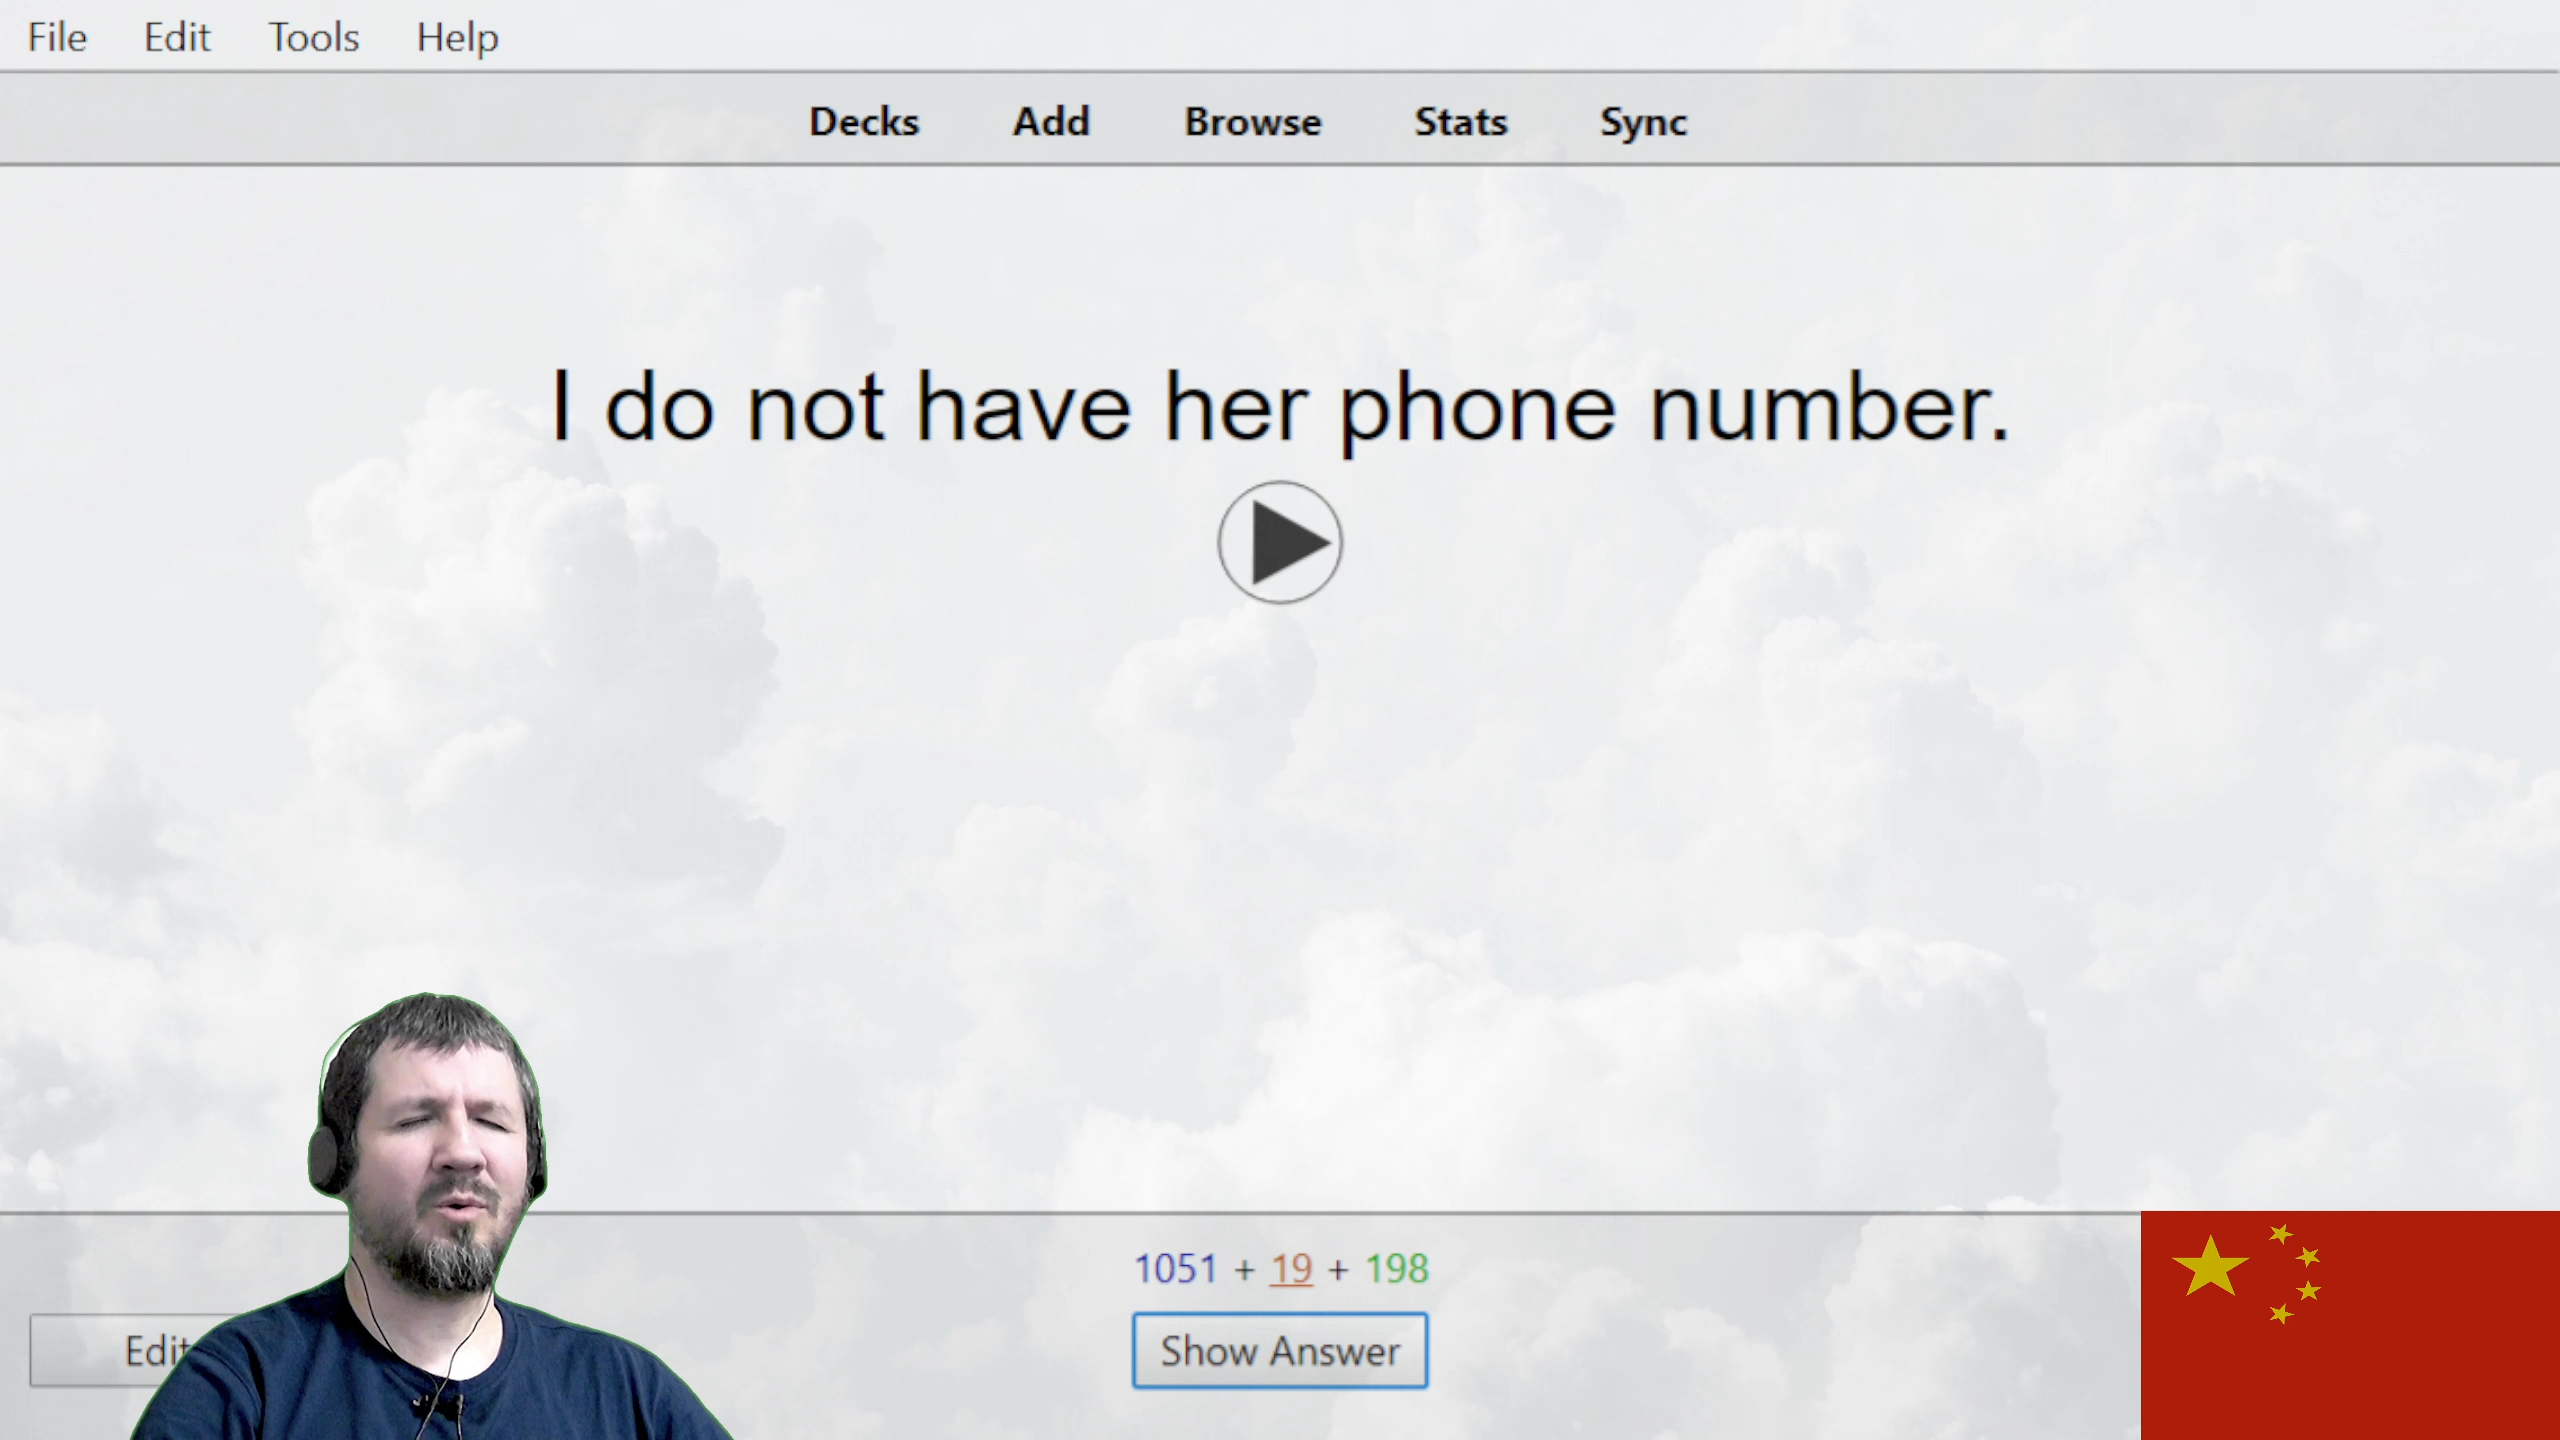 File Edit Tools Help
Decks Add Browse Stats Sync
I do not have her phone number.
1051 + 19 + 198
Edit
Show Answer